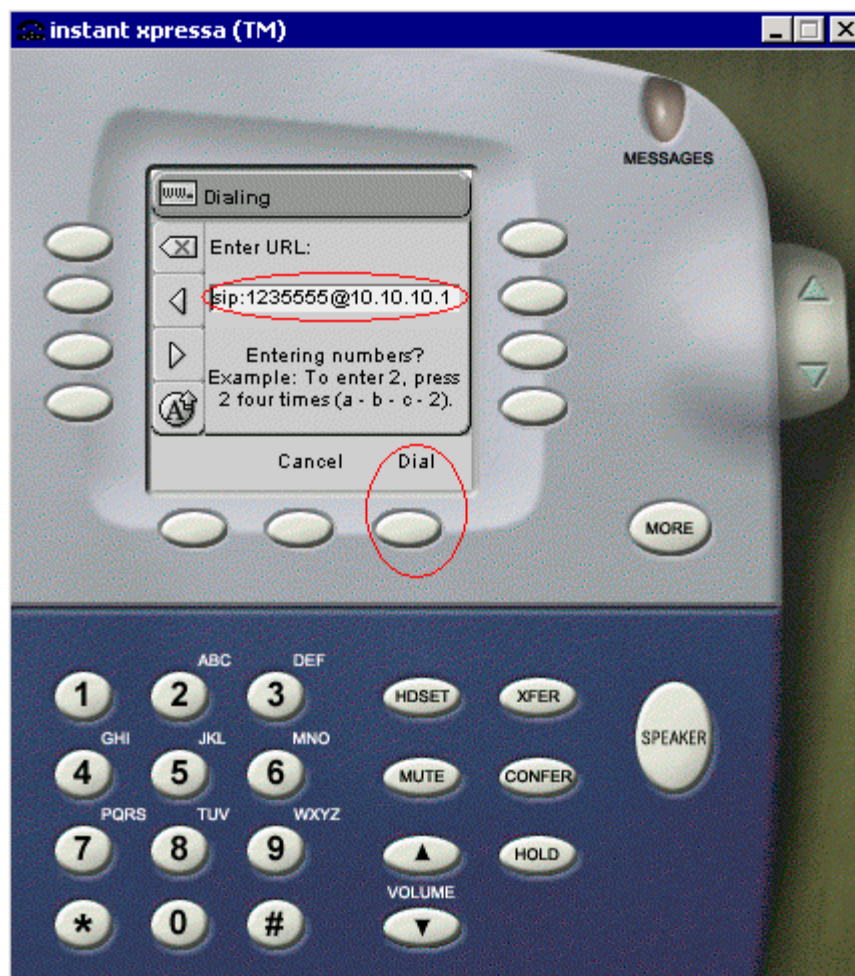 instant xpressa (TM)
MESSAGES
Dialing
Enter URL:
sip:1235555@10.10.10.1
Entering numbers?
Example: To enter 2, press
2 four times (a - b - c - 2).
Cancel Dial
MORE
ABC DEF
1 2 3 HDSET XFER
SPEAKER
GHI JKL MNO
4 5 6 MUTE CONFER
PQRS TUV WXYZ
7 8 9 HOLD
VOLUME
* 0 #